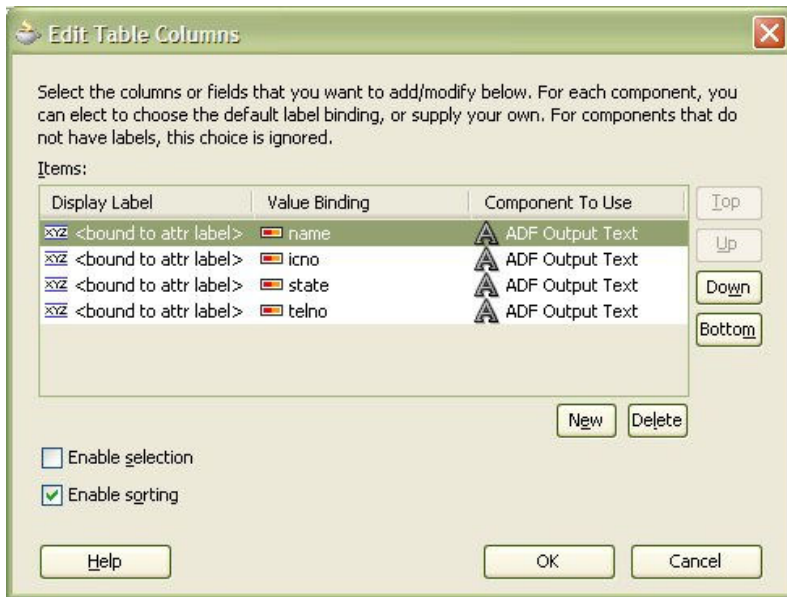 Edit Table Columns
Select the columns or fields that you want to add/modify below. For each component, you
can elect to choose the default label binding, or supply your own. For components that do
not have labels, this choice is ignored.
Items:
Display Label Value Binding Component To Use
XYZ <bound to attr label> name A ADF Output Text
XYZ <bound to attr label> icno A ADF Output Text
XYZ <bound to attr label> state A ADF Output Text
XYZ <bound to attr label> telno A ADF Output Text
Top
Up
Down
Bottom
New Delete
Enable selection
Enable sorting
Help OK Cancel